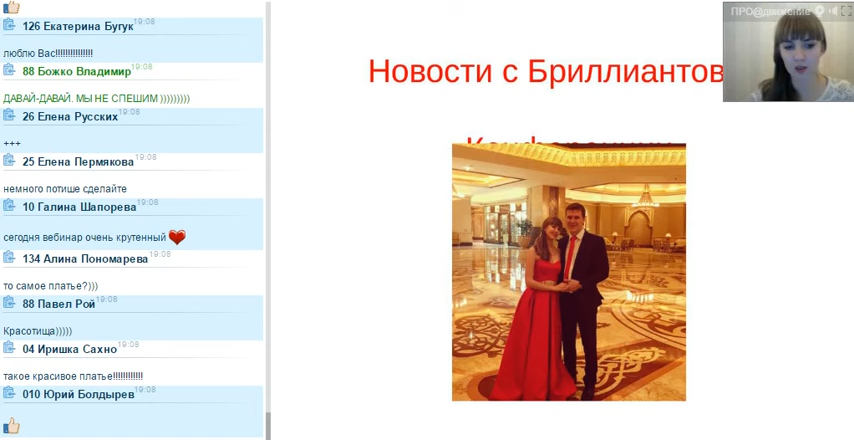 126 Екатерина Бугук 19:08
люблю Вас!!!!!!!!!!!!!!!
88 Божко Владимир 19:08
ДАВАЙ-ДАВАЙ. МЫ НЕ СПЕШИМ )))))))))
26 Елена Русских 19:08
+++
25 Елена Пермякова 19:08
немного потише сделайте
10 Галина Шапорева 19:08
сегодня вебинар очень крутенный
134 Алина Пономарева 19:08
то самое платье?)))
88 Павел Рой 19:08
Красотища)))))
04 Иришка Сахно 19:08
такое красивое платье!!!!!!!!!!!!
010 Юрий Болдырев 19:08
Новости с Бриллиантов
ПРО@движение